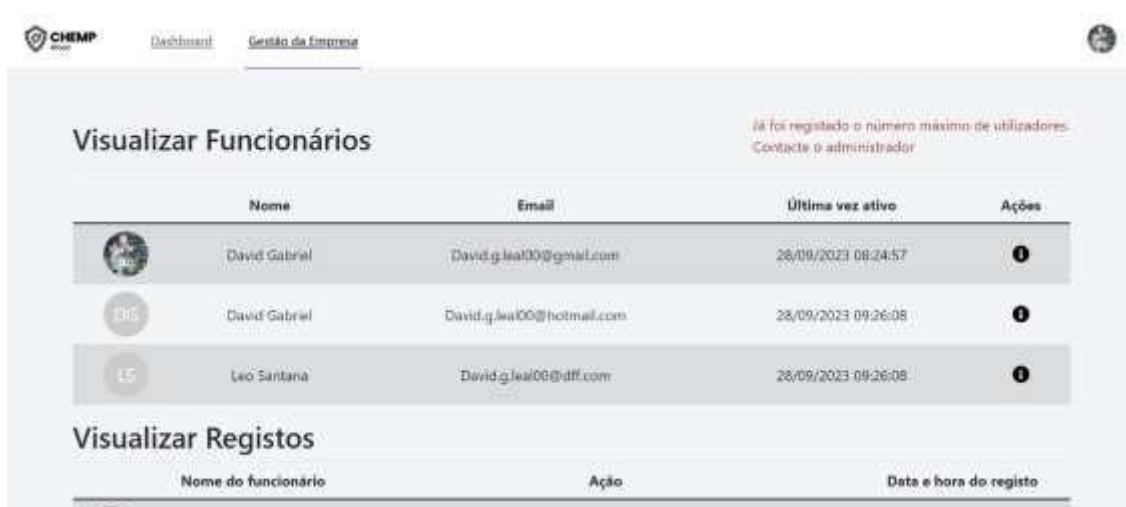 CHEMP
Dashboard
Gestão da Empresa
Visualizar Funcionários
Já foi registado o número máximo de utilizadores.
Contacte o administrador
Nome Email Última vez ativo Ações
David Gabriel David.g.leal00@gmail.com 28/09/2023 08:24:57
DG David Gabriel David.g.leal00@hotmail.com 28/09/2023 09:26:08
LS Leo Santana David.g.leal00@dff.com 28/09/2023 09:26:08
Visualizar Registos
Nome do funcionário Ação Data e hora do registo